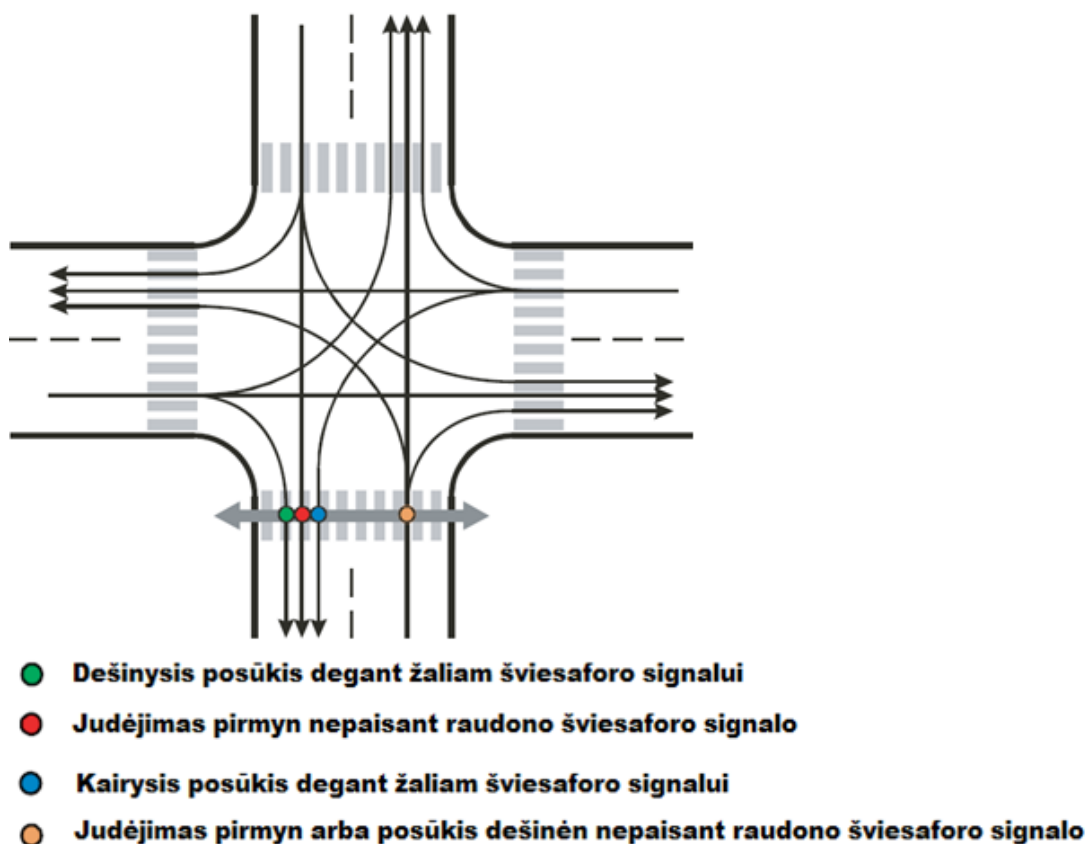 Dešinysis posūkis degant žaliam šviesaforo signalui
Judėjimas pirmyn nepaisant raudono šviesaforo signalo
Kairysis posūkis degant žaliam šviesaforo signalui
Judėjimas pirmyn arba posūkis dešinėn nepaisant raudono šviesaforo signalo